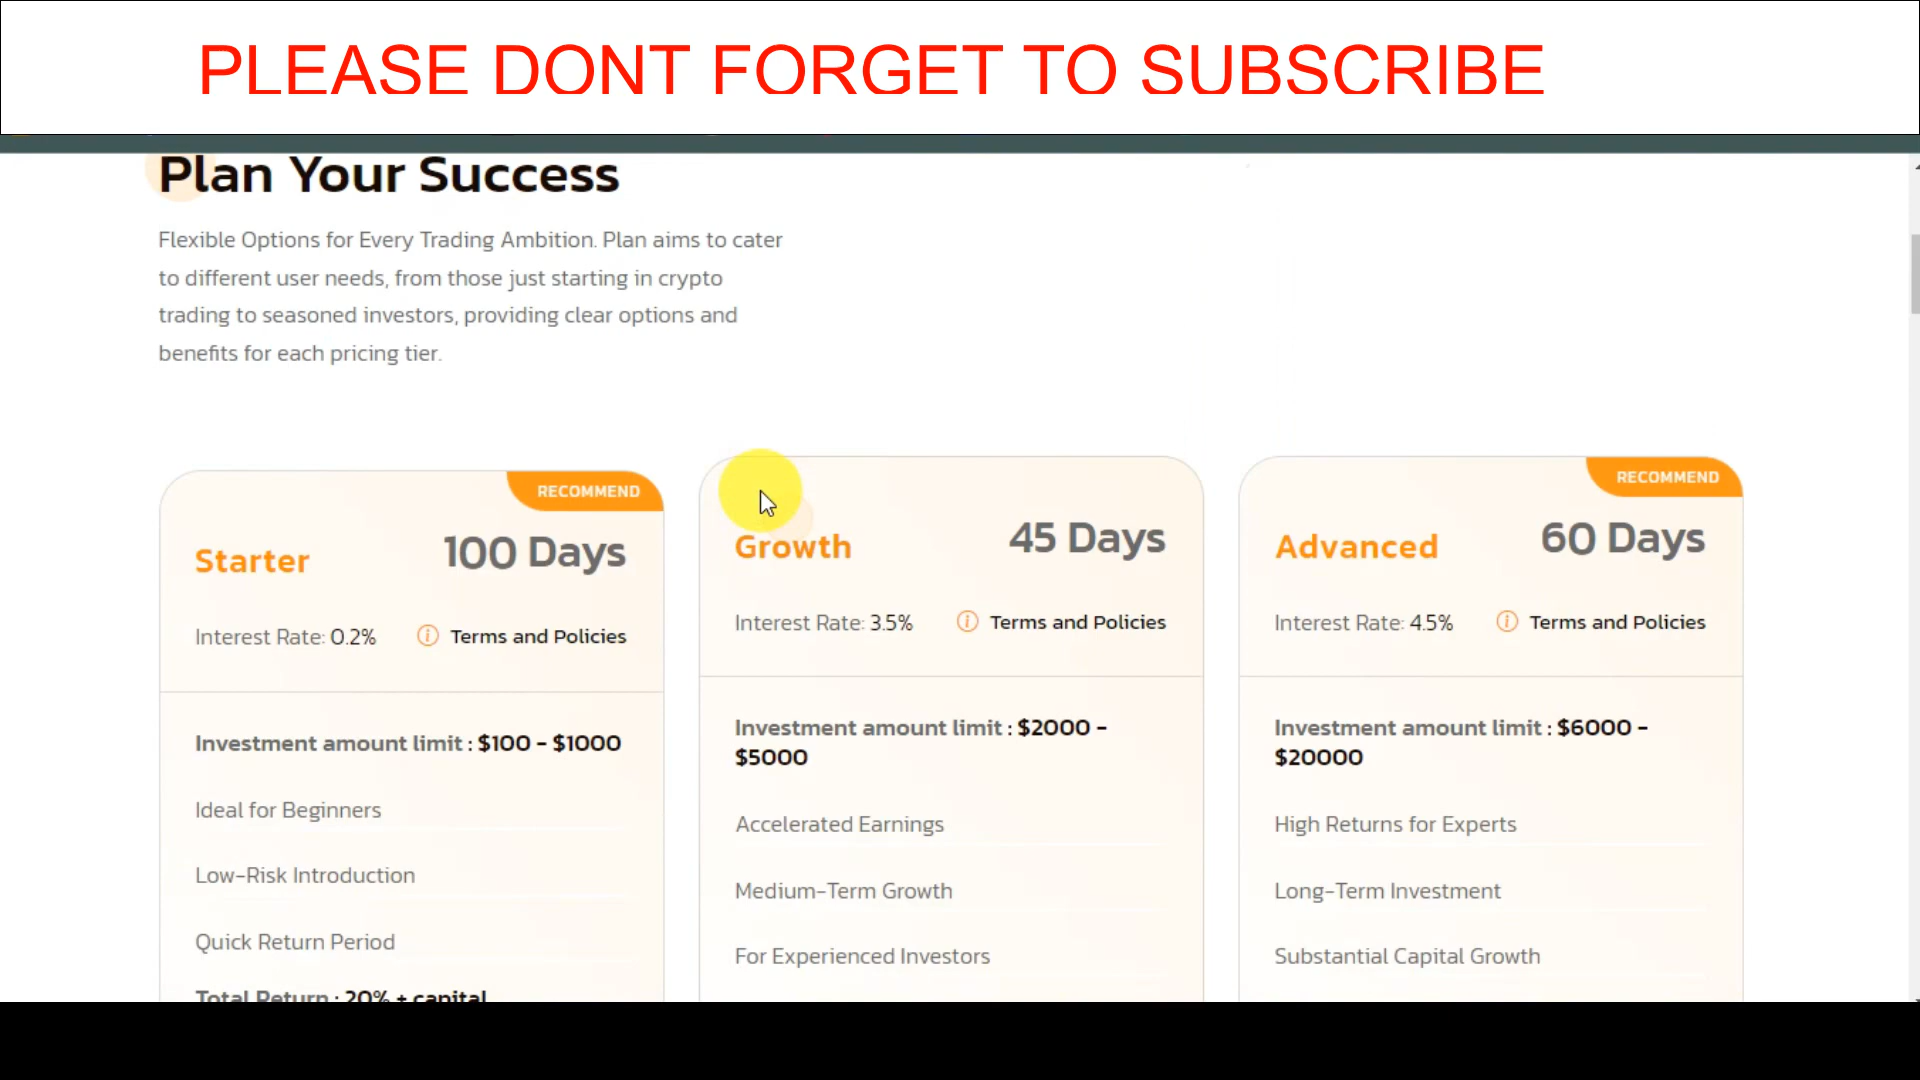 PLEASE DONT FORGET TO SUBSCRIBE
Plan Your Success
Flexible Options for Every Trading Ambition. Plan aims to cater
to different user needs, from those just starting in crypto
trading to seasoned investors, providing clear options and
benefits for each pricing tier.
RECOMMEND
Starter
100 Days
Interest Rate: 0.2%
Terms and Policies
Investment amount limit : $100 - $1000
Ideal for Beginners
Low-Risk Introduction
Quick Return Period
Total Return : 20% + capital
Growth
45 Days
Interest Rate: 3.5%
Terms and Policies
Investment amount limit : $2000 -
$5000
Accelerated Earnings
Medium-Term Growth
For Experienced Investors
RECOMMEND
Advanced
60 Days
Interest Rate: 4.5%
Terms and Policies
Investment amount limit : $6000 -
$20000
High Returns for Experts
Long-Term Investment
Substantial Capital Growth